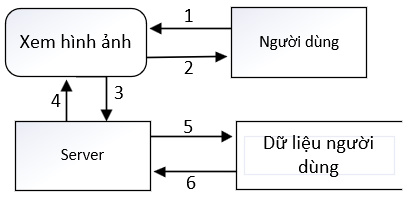 Xem hình ảnh
1
Người dùng
2
4
3
Server
5
Dữ liệu người
dùng
6